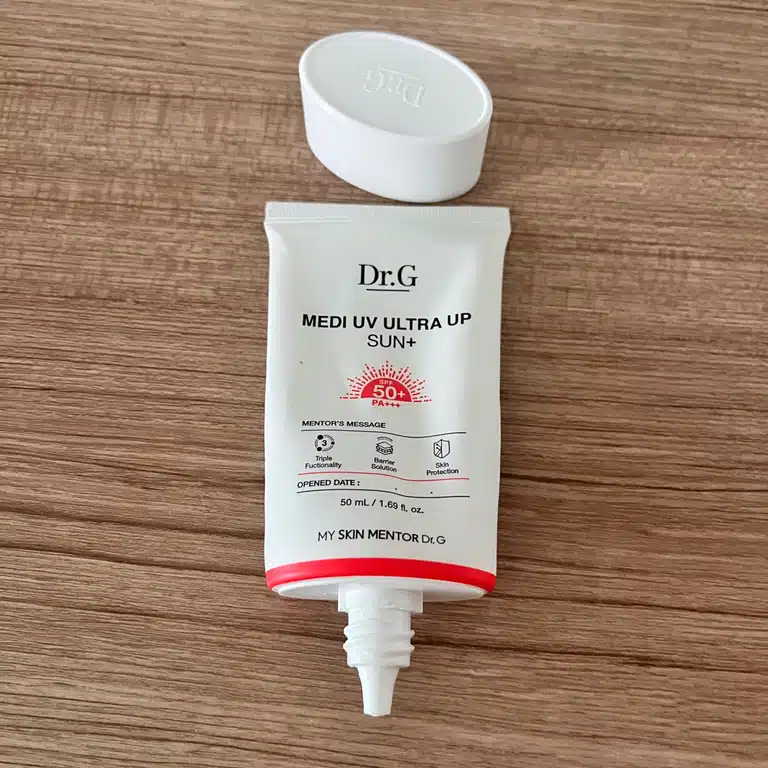 Dr.G
Dr.G
MEDI UV ULTRA UP
SUN+
SPF
50+
PA+++
MENTOR'S MESSAGE
3
Triple
Fuctionality
Barrier
Solution
Skin
Protection
OPENED DATE :
50 mL / 1.69 fl. oz.
MY SKIN MENTOR Dr.G